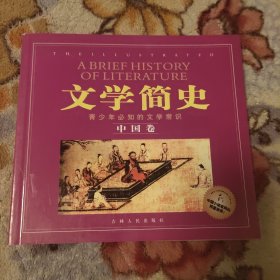 THE ILLUSTRATED
A BRIEF HISTORY
OF LITERATURE
文学简史
青少年必知的文学常识
中国卷
吉林人民出版社